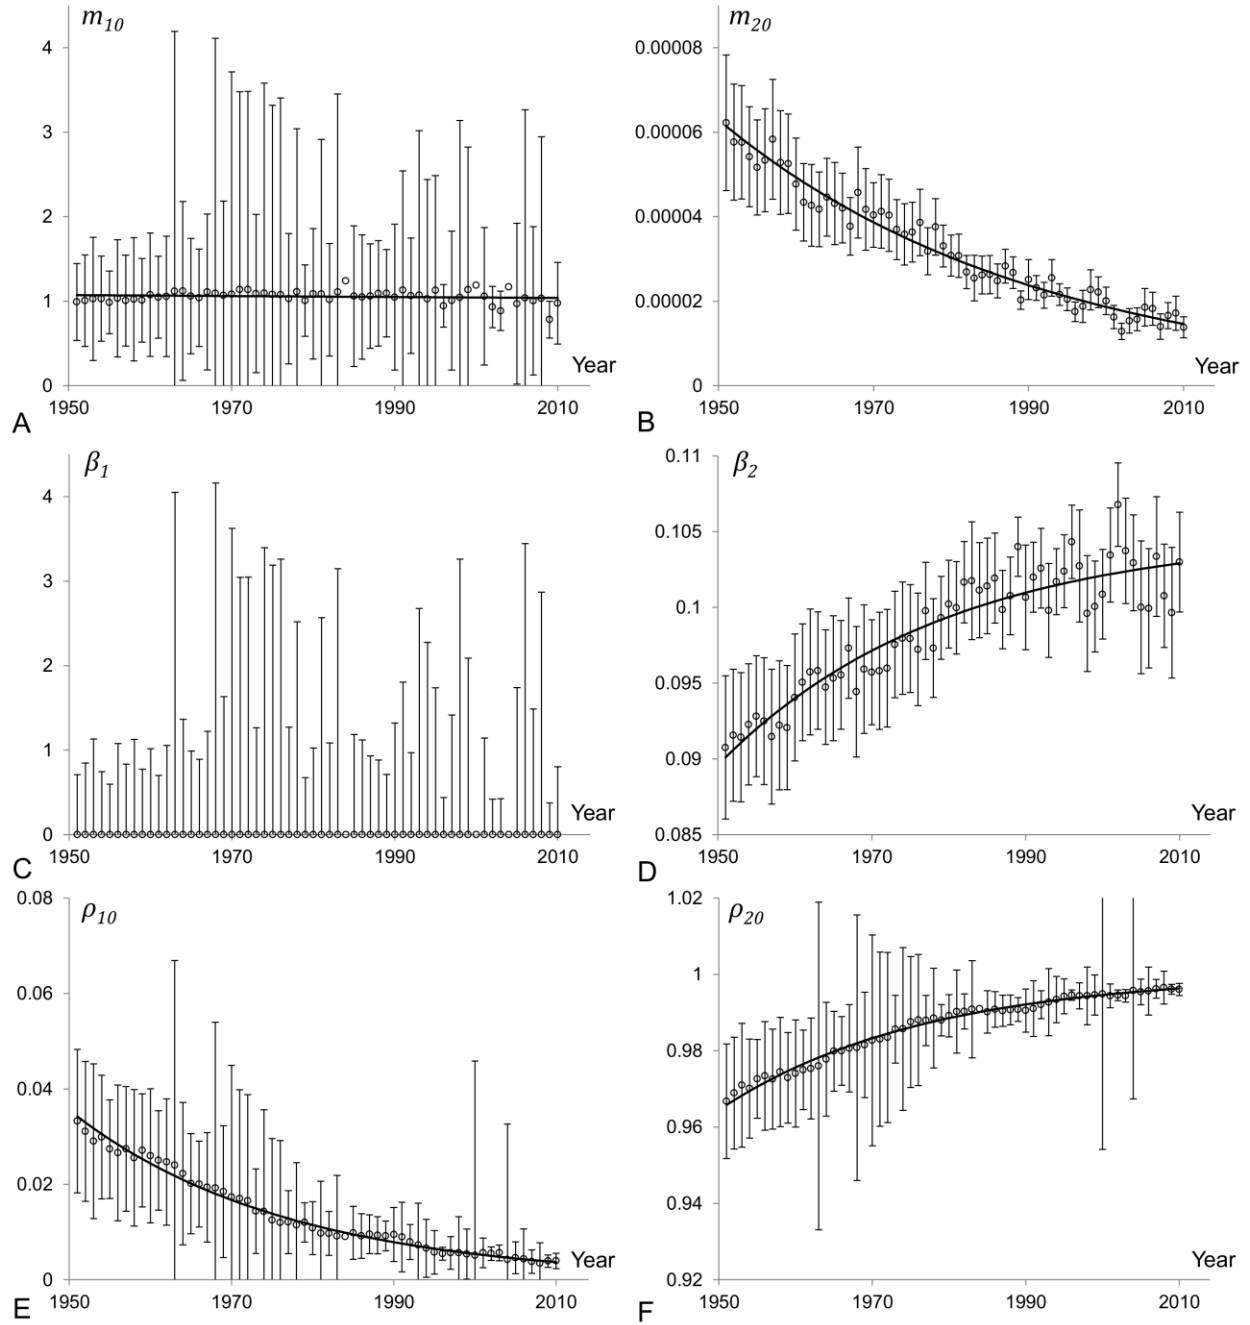 m10
4
3
2
1
0
1950 1970 1990 2010
Year
A
m20
0.00008
0.00006
0.00004
0.00002
0
1950 1970 1990 2010
Year
B
β1
4
3
2
1
0
1950 1970 1990 2010
Year
C
β2
0.11
0.105
0.1
0.095
0.09
0.085
1950 1970 1990 2010
Year
D
ρ10
0.08
0.06
0.04
0.02
0
1950 1970 1990 2010
Year
E
ρ20
1.02
1
0.98
0.96
0.94
0.92
1950 1970 1990 2010
Year
F